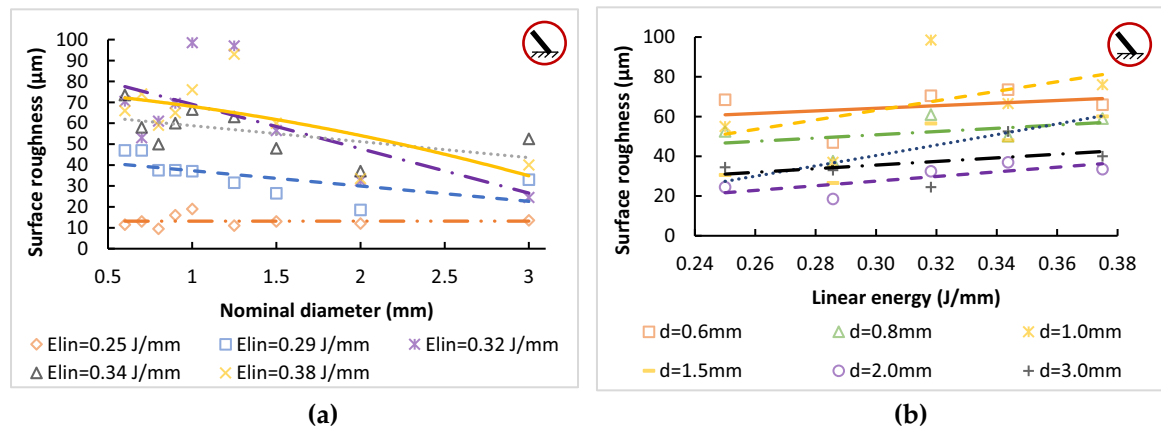 100
90
80
70
60
50
40
30
20
10
0
Surface roughness (µm)
0.5 1 1.5 2 2.5 3
Nominal diameter (mm)
Elin=0.25 J/mm Elin=0.29 J/mm Elin=0.32 J/mm
Elin=0.34 J/mm Elin=0.38 J/mm
(a)
100
80
60
40
20
0
Surface roughness (µm)
0.24 0.26 0.28 0.30 0.32 0.34 0.36 0.38
Linear energy (J/mm)
d=0.6mm d=0.8mm d=1.0mm
d=1.5mm d=2.0mm d=3.0mm
(b)